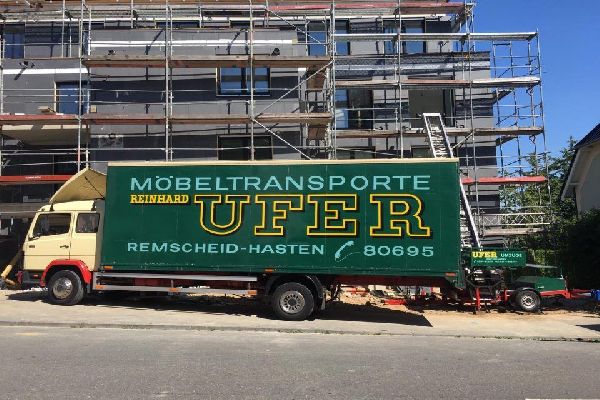 MÖBELTRANSPORTE
REINHARD UFER
REMSCHEID-HASTEN 80695
UFER